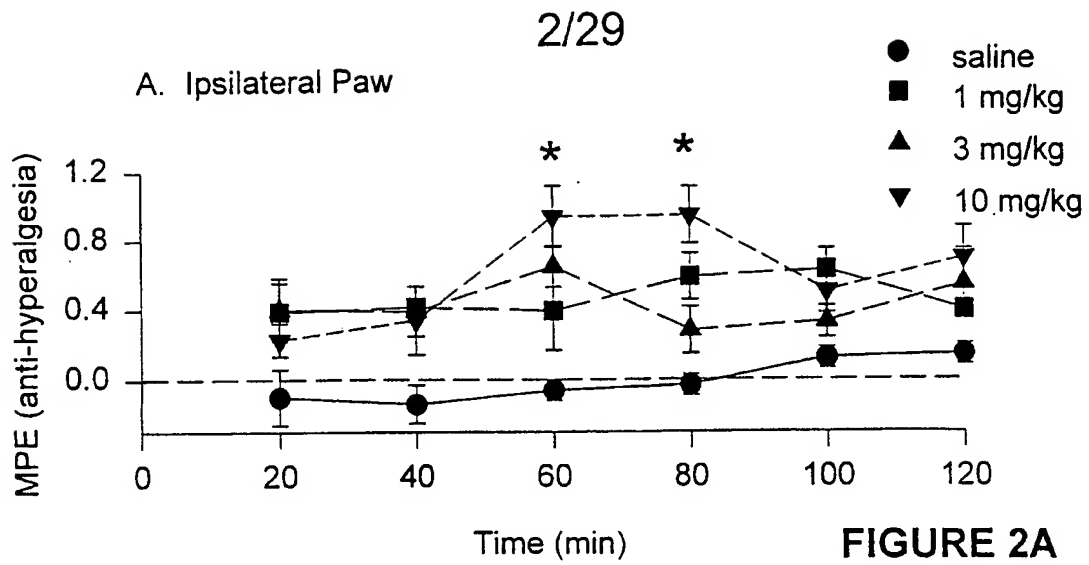 2/29
A. Ipsilateral Paw
saline
1 mg/kg
3 mg/kg
10 mg/kg
* *
MPE (anti-hyperalgesia)
1.2
0.8
0.4
0.0
0 20 40 60 80 100 120
Time (min)
FIGURE 2A